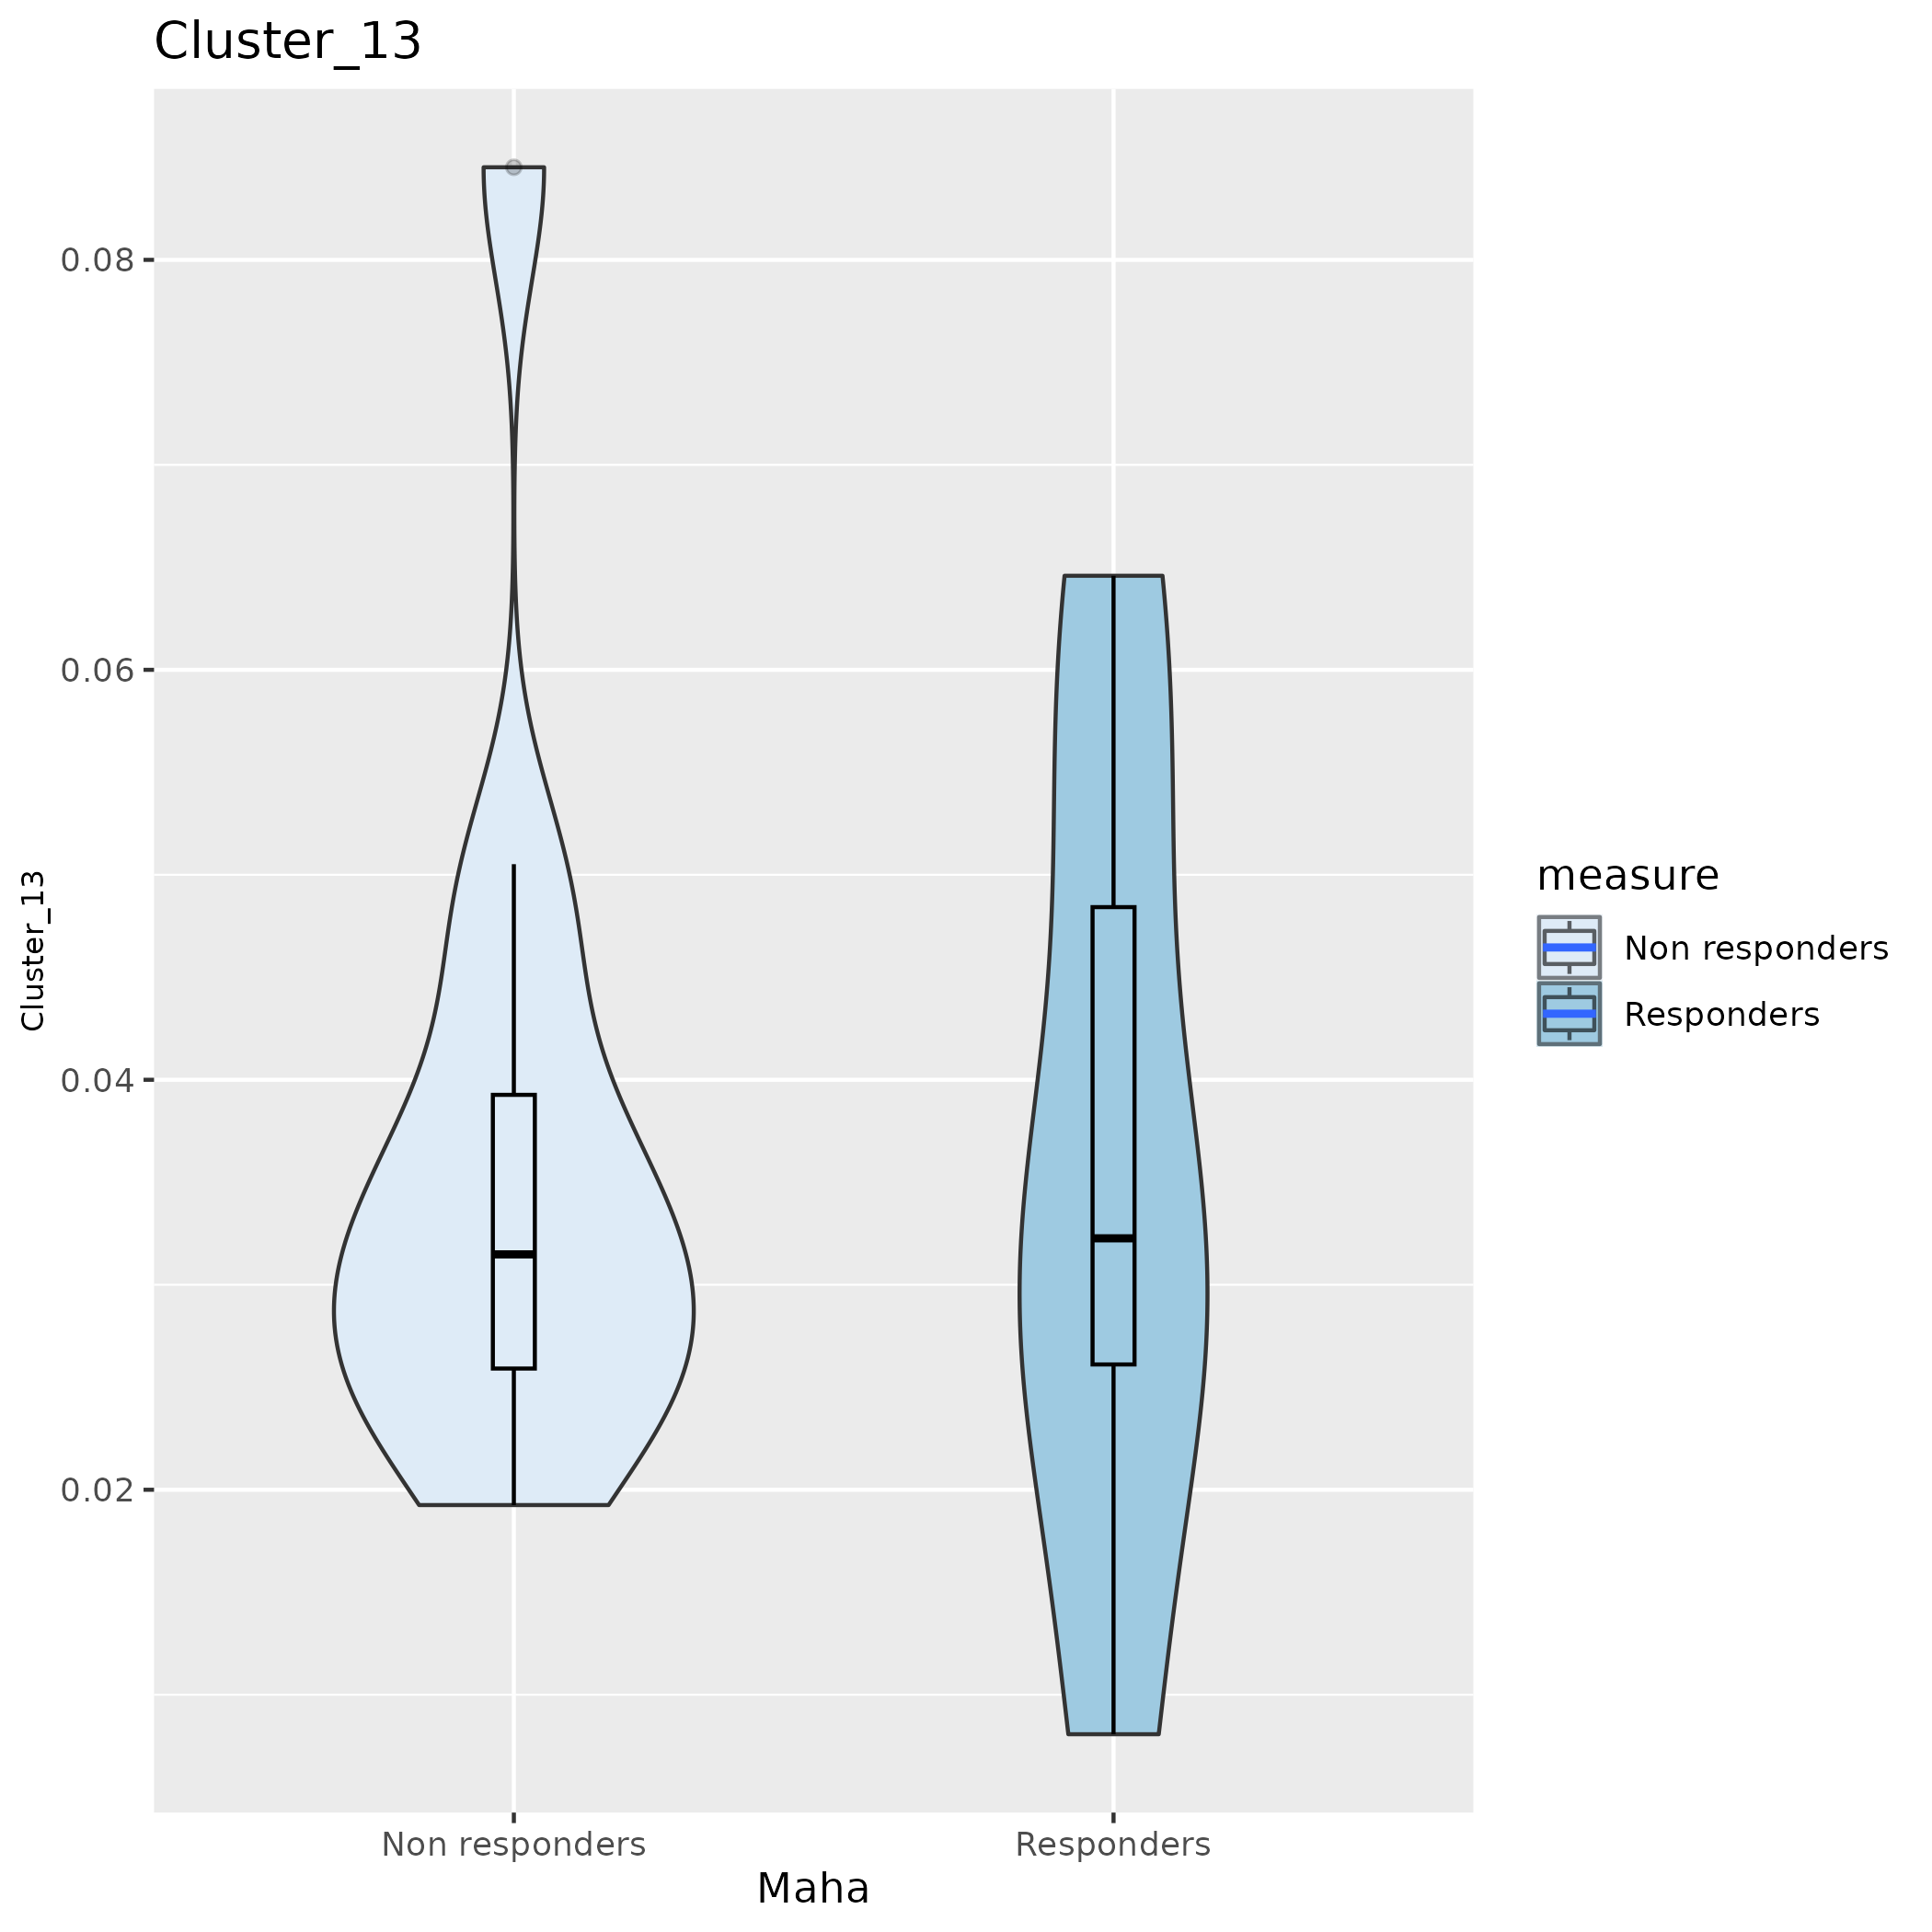 Cluster_13
0.08
0.06
0.04
0.02
Cluster_13
Non responders
Responders
Maha
measure
Non responders
Responders